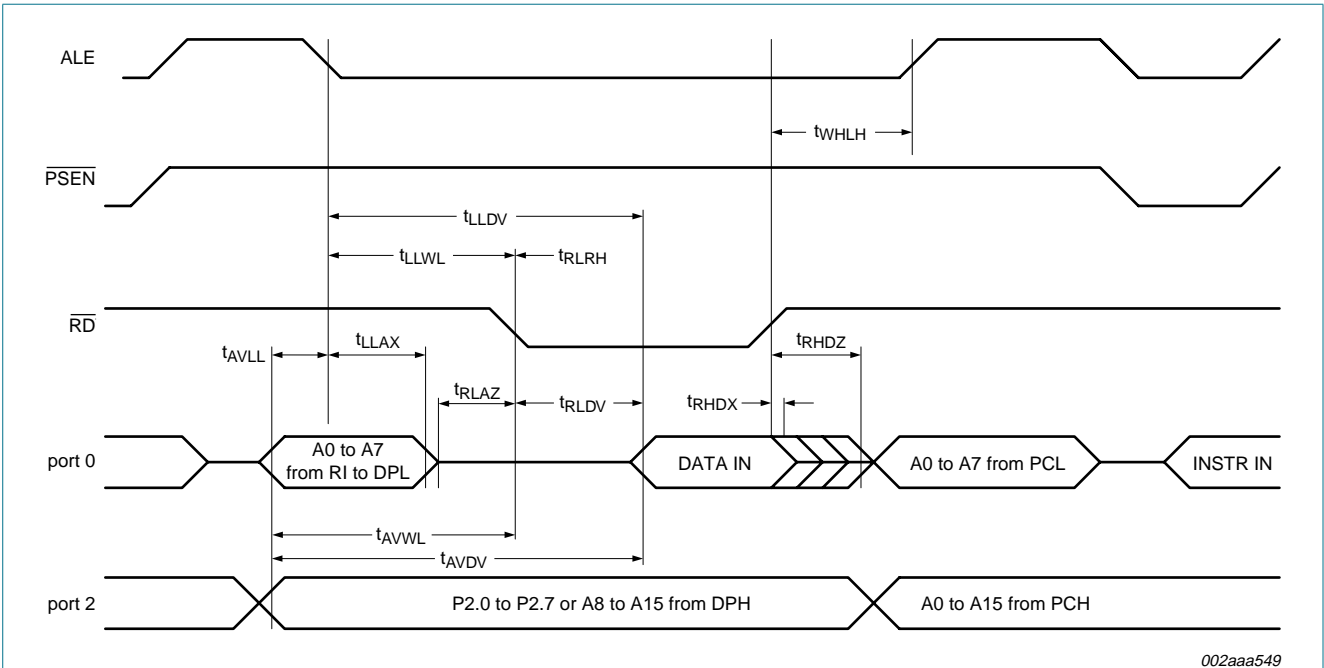 ALE
tWHLH
PSEN
tLLDV
tLLWL
tRLRH
RD
tAVLL
tLLAX
tRHDZ
tRLAZ
tRLDV
tRHDX
port 0
A0 to A7
from RI to DPL
DATA IN
A0 to A7 from PCL
INSTR IN
tAVWL
tAVDV
port 2
P2.0 to P2.7 or A8 to A15 from DPH
A0 to A15 from PCH
002aaa549